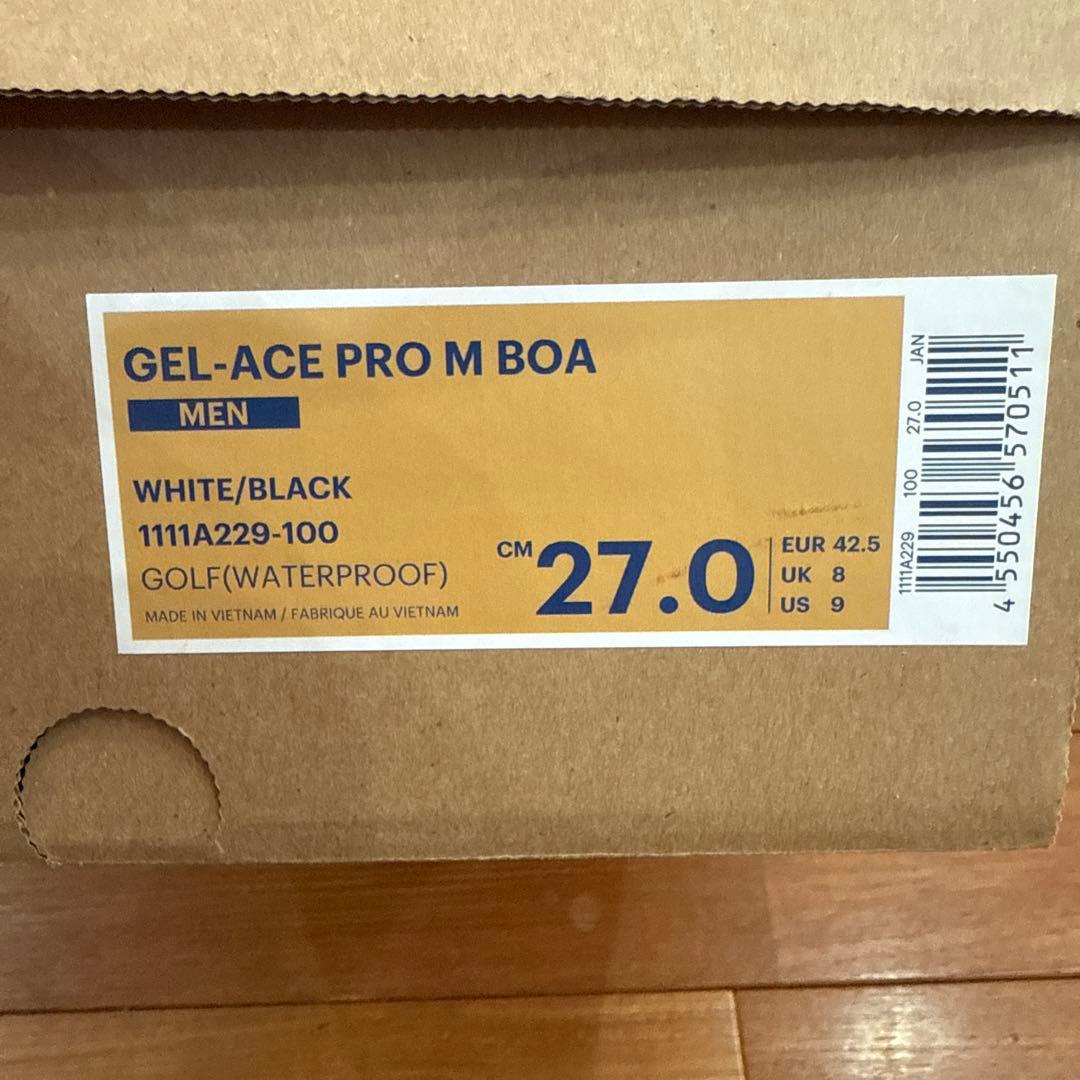 GEL-ACE PRO M BOA
MEN
WHITE/BLACK
1111A229-100
GOLF(WATERPROOF)
MADE IN VIETNAM / FABRIQUE AU VIETNAM
CM 27.0
EUR 42.5
UK 8
US 9
1111A229 100 27.0 JAN
4 550456 570511